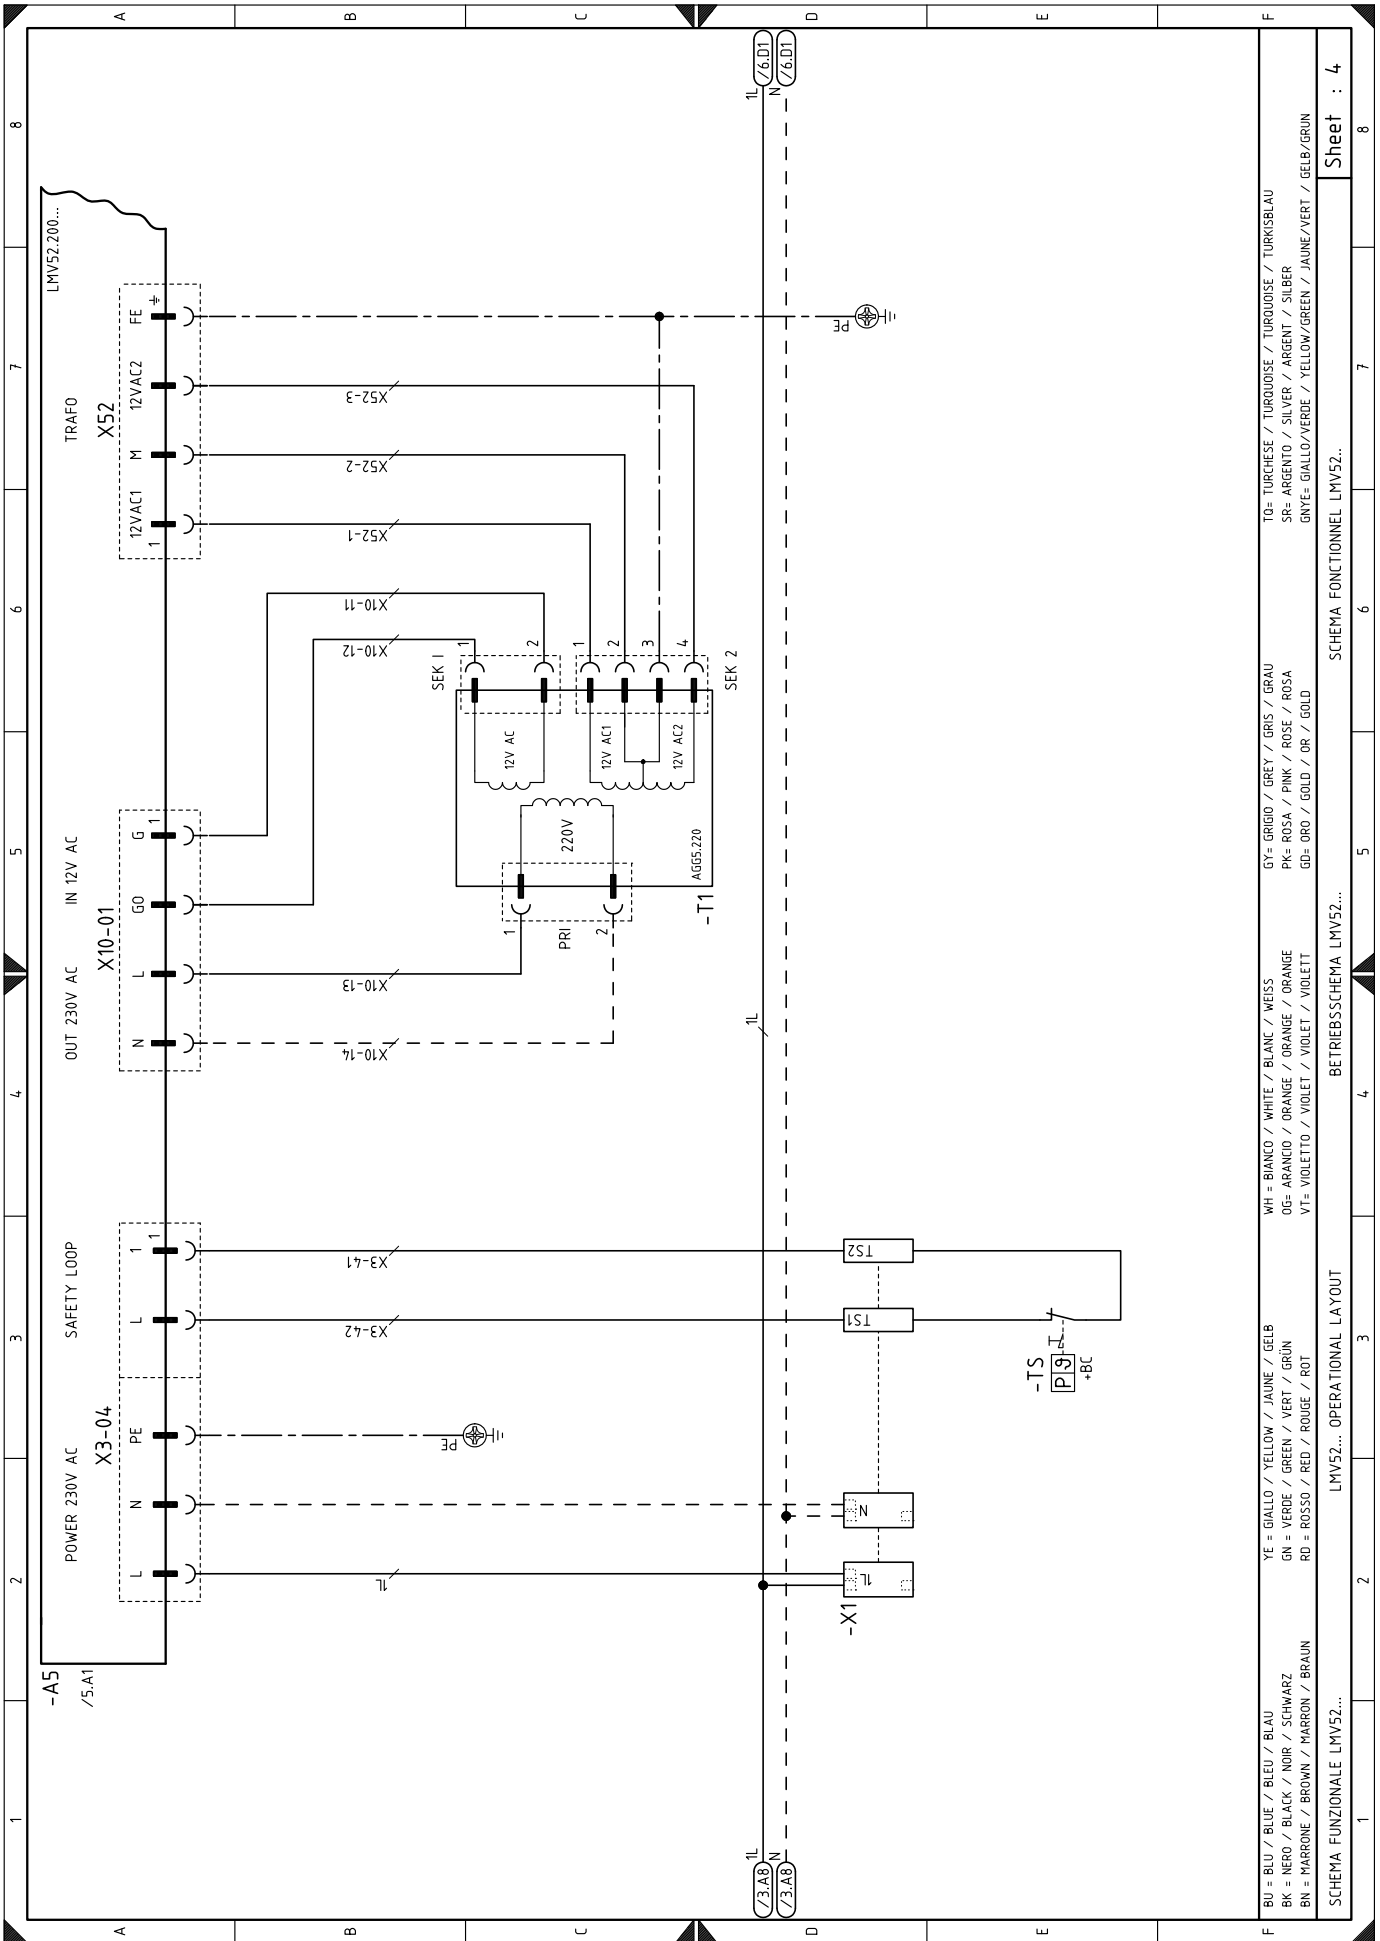 1 2 3 4 5 6 7 8
A B C D E F
-A5
/5.A1
LMV52.200...
POWER 230V AC SAFETY LOOP OUT 230V AC IN 12V AC TRAFO
X3-04 X10-01 X52
L N PE L 1 N L GO G 12VAC1 M 12VAC2 FE
1 1 1
1L
X3-42
X3-41
X10-14
X10-13
X10-12
X10-11
X52-1
X52-2
X52-3
PE
SEK 1
1
2
1
2
3
4
SEK 2
12V AC
12V AC1
12V AC2
220V
1
PRI
2
AGG5.220
-T1
/3.A8 1L
/3.A8 N
1L
1L /6.D1
N /6.D1
PE
-X1
1L
N
TS1
TS2
-TS
P ϑ
+BC
BU = BLU / BLUE / BLEU / BLAU
BK = NERO / BLACK / NOIR / SCHWARZ
BN = MARRONE / BROWN / MARRON / BRAUN
YE = GIALLO / YELLOW / JAUNE / GELB
GN = VERDE / GREEN / VERT / GRÜN
RD = ROSSO / RED / ROUGE / ROT
WH = BIANCO / WHITE / BLANC / WEISS
OG= ARANCIO / ORANGE / ORANGE / ORANGE
VT= VIOLETTO / VIOLET / VIOLET / VIOLETT
GY= GRIGIO / GREY / GRIS / GRAU
PK= ROSA / PINK / ROSE / ROSA
GD= ORO / GOLD / OR / GOLD
TQ= TURCHESE / TURQUOISE / TURQUOISE / TURKISBLAU
SR= ARGENTO / SILVER / ARGENT / SILBER
GNYE= GIALLO/VERDE / YELLOW/GREEN / JAUNE/VERT / GELB/GRUN
SCHEMA FUNZIONALE LMV52... LMV52... OPERATIONAL LAYOUT BETRIEBSSCHEMA LMV52... SCHEMA FONCTIONNEL LMV52... Sheet : 4
A B C D E F
1 2 3 4 5 6 7 8